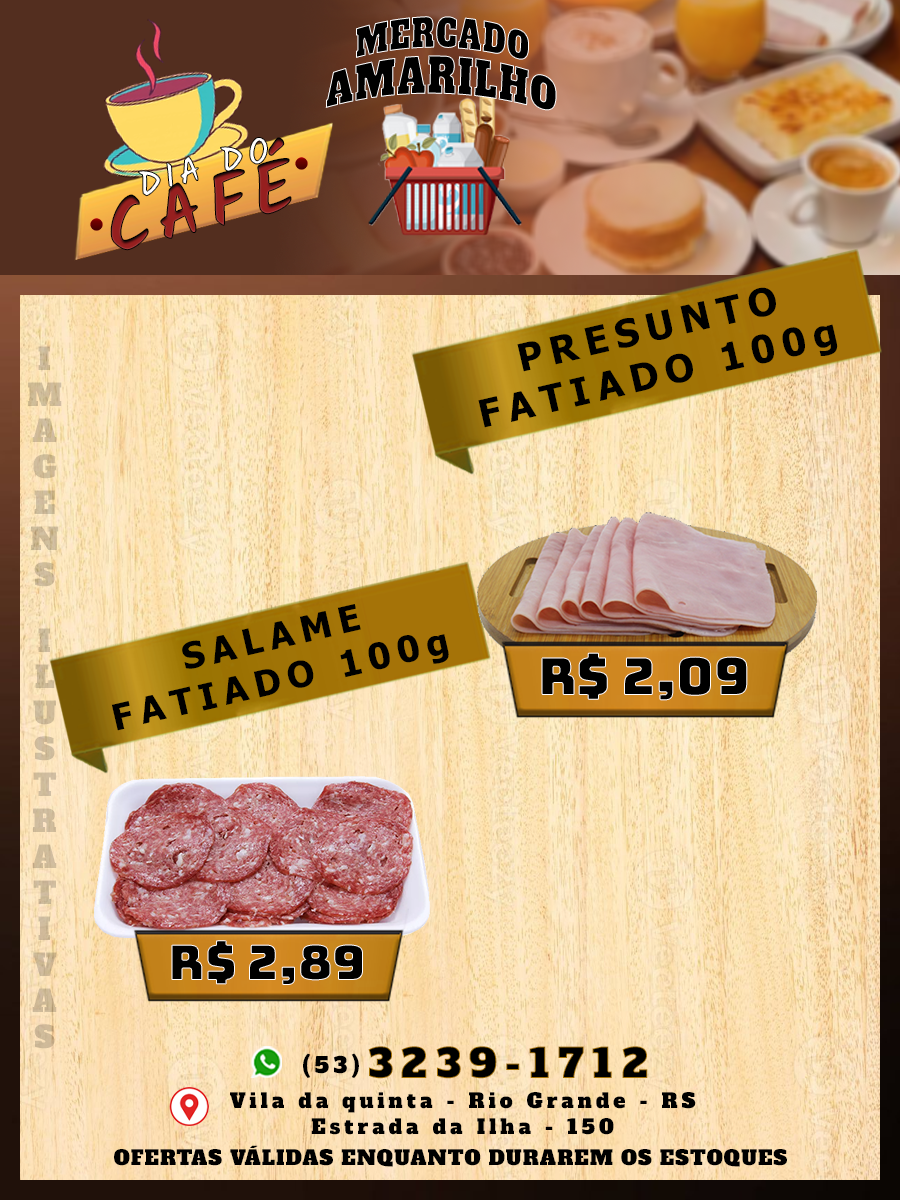 MERCADO
AMARILHO
DIA DO
CAFÉ
PRESUNTO
FATIADO 100g
R$ 2,09
SALAME
FATIADO 100g
R$ 2,89
IMAGENS ILUSTRATIVAS
(53) 3239-1712
Vila da quinta - Rio Grande - RS
Estrada da Ilha - 150
OFERTAS VÁLIDAS ENQUANTO DURAREM OS ESTOQUES